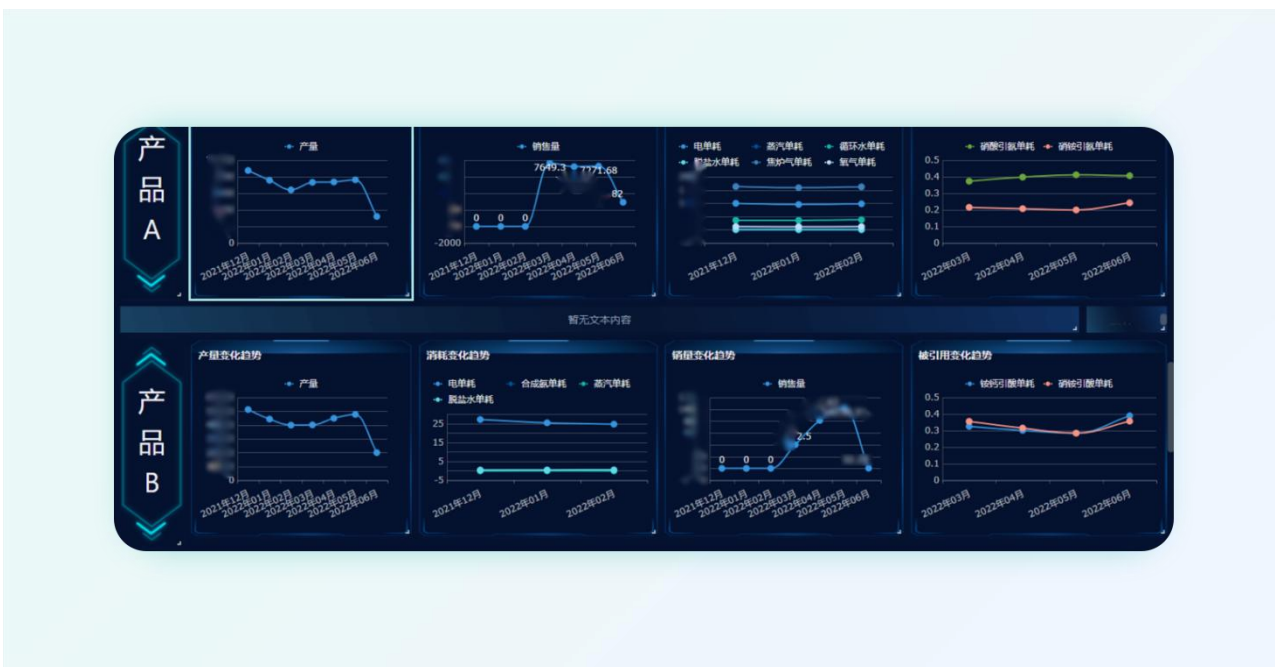 产品A
产量
0
2021年12月
2022年01月
2022年02月
2022年03月
2022年04月
2022年05月
2022年06月
销售量
7649.3
7271.68
82
0 0 0
-2000
2021年12月
2022年01月
2022年02月
2022年03月
2022年04月
2022年05月
2022年06月
电单耗 蒸汽单耗 循环水单耗
脱盐水单耗 焦炉气单耗 氧气单耗
2021年12月
2022年01月
2022年02月
硝酸引氨单耗 硝铵引氨单耗
0.5
0.4
0.3
0.2
0.1
0
2022年03月
2022年04月
2022年05月
2022年06月
暂无文本内容
产品B
产量变化趋势
产量
0
2021年12月
2022年01月
2022年02月
2022年03月
2022年04月
2022年05月
2022年06月
消耗变化趋势
电单耗 合成氨单耗 蒸汽单耗
脱盐水单耗
25
15
5
-5
2021年12月
2022年01月
2022年02月
销量变化趋势
销售量
2.5
0 0 0
2021年12月
2022年01月
2022年02月
2022年03月
2022年04月
2022年05月
2022年06月
被引用变化趋势
铵钙引酸单耗 硝铵引酸单耗
0.5
0.4
0.3
0.2
0.1
0
2022年03月
2022年04月
2022年05月
2022年06月